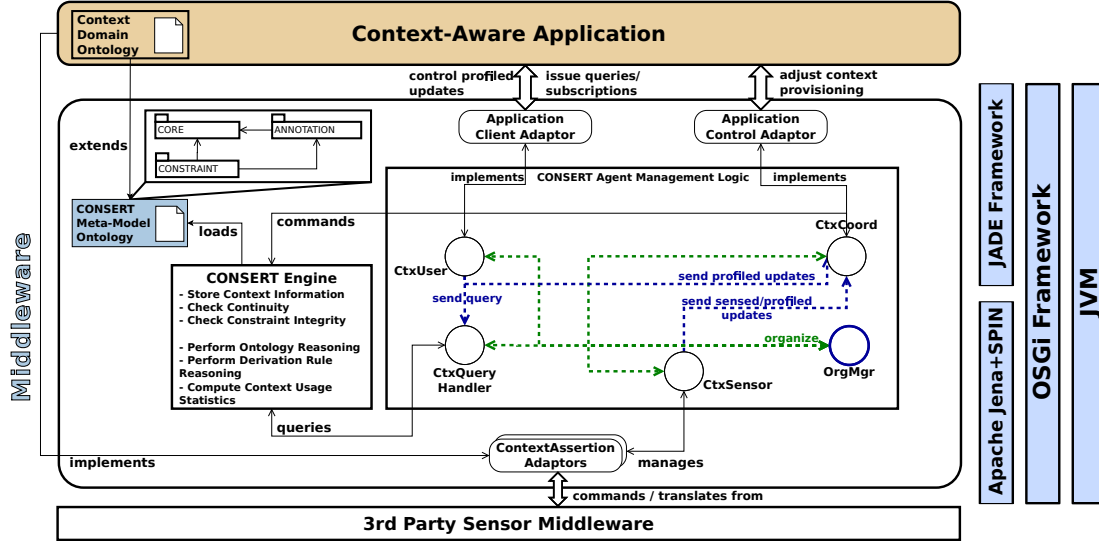 Context
Domain
Ontology
Context-Aware Application
control profiled
updates
issue queries/
subscriptions
adjust context
provisioning
Application
Client Adaptor
Application
Control Adaptor
extends
CORE
ANNOTATION
CONSTRAINT
implements
CONSERT Agent Management Logic
implements
CONSERT
Meta-Model
Ontology
loads
commands
CtxCoord
CtxUser
CONSERT Engine
- Store Context Information
- Check Continuity
- Check Constraint Integrity
- Perform Ontology Reasoning
- Perform Derivation Rule
Reasoning
- Compute Context Usage
Statistics
send profiled updates
send query
send sensed/profiled
updates
organize
CtxQuery
Handler
CtxSensor
OrgMgr
queries
ContextAssertion
Adaptors
manages
implements
commands / translates from
3rd Party Sensor Middleware
Middleware
JADE Framework
Apache Jena+SPIN
OSGi Framework
JVM